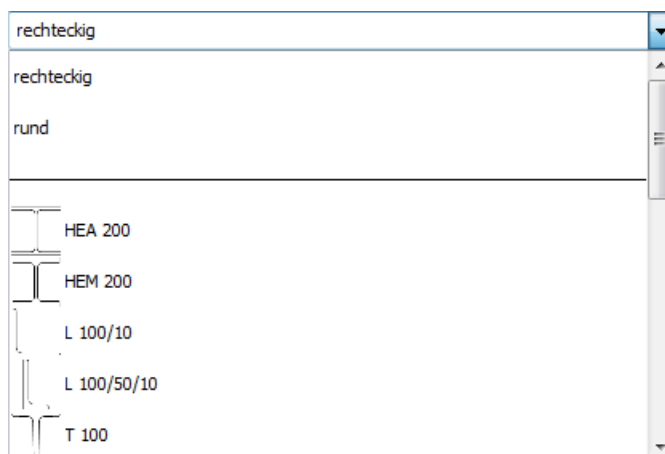 rechteckig
rechteckig
rund
HEA 200
HEM 200
L 100/10
L 100/50/10
T 100